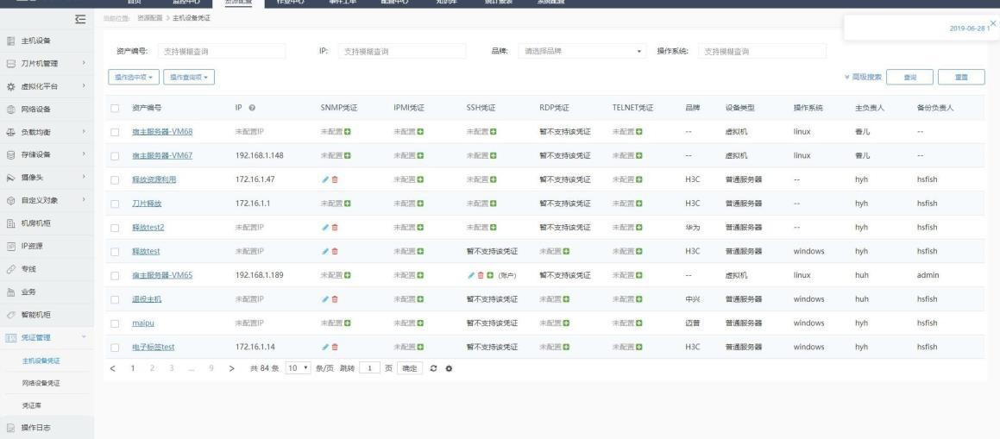 首页 监控中心 资源配置 作业中心 事件工单 配置中心 知识库 统计报表 系统配置
当前位置: 资源配置 > 主机设备凭证
2019-06-28 1
主机设备
刀片机管理
虚拟化平台
网络设备
负载均衡
存储设备
摄像头
自定义对象
机房机柜
IP资源
专线
业务
智能机柜
凭证管理
主机设备凭证
网络设备凭证
凭证库
操作日志
资产编号: 支持模糊查询 IP: 支持模糊查询 品牌: 请选择品牌 操作系统: 支持模糊查询
操作选中项 操作查询项 高级搜索 查询 重置
资产编号 IP SNMP凭证 IPMI凭证 SSH凭证 RDP凭证 TELNET凭证 品牌 设备类型 操作系统 主负责人 备份负责人
宿主服务器-VM68 未配置IP 未配置 未配置 未配置 暂不支持该凭证 未配置 -- 虚拟机 linux 香儿 --
宿主服务器-VM67 192.168.1.148 未配置 未配置 未配置 暂不支持该凭证 未配置 -- 虚拟机 linux 香儿 --
释放资源利用 172.16.1.47 未配置 未配置 暂不支持该凭证 未配置 H3C 普通服务器 -- hyh hsfish
刀片释放 172.16.1.1 未配置 未配置 未配置 暂不支持该凭证 未配置 H3C 普通服务器 -- hyh hsfish
释放test2 未配置IP 未配置 未配置 暂不支持该凭证 未配置 华为 普通服务器 -- hyh hsfish
释放test 未配置IP 未配置 暂不支持该凭证 未配置 未配置 H3C 普通服务器 windows hyh hsfish
宿主服务器-VM65 192.168.1.189 未配置 未配置 (账户) 暂不支持该凭证 未配置 -- 虚拟机 linux huh admin
退役主机 未配置IP 未配置 暂不支持该凭证 未配置 未配置 中兴 普通服务器 windows huh hsfish
maipu 未配置IP 未配置 未配置 暂不支持该凭证 未配置 未配置 迈普 普通服务器 windows hyh hsfish
电子标签test 172.16.1.14 未配置 暂不支持该凭证 未配置 未配置 H3C 普通服务器 windows hyh hsfish
< 1 2 3 ... 9 > 共 84 条 10 条/页 跳转 1 页 确定